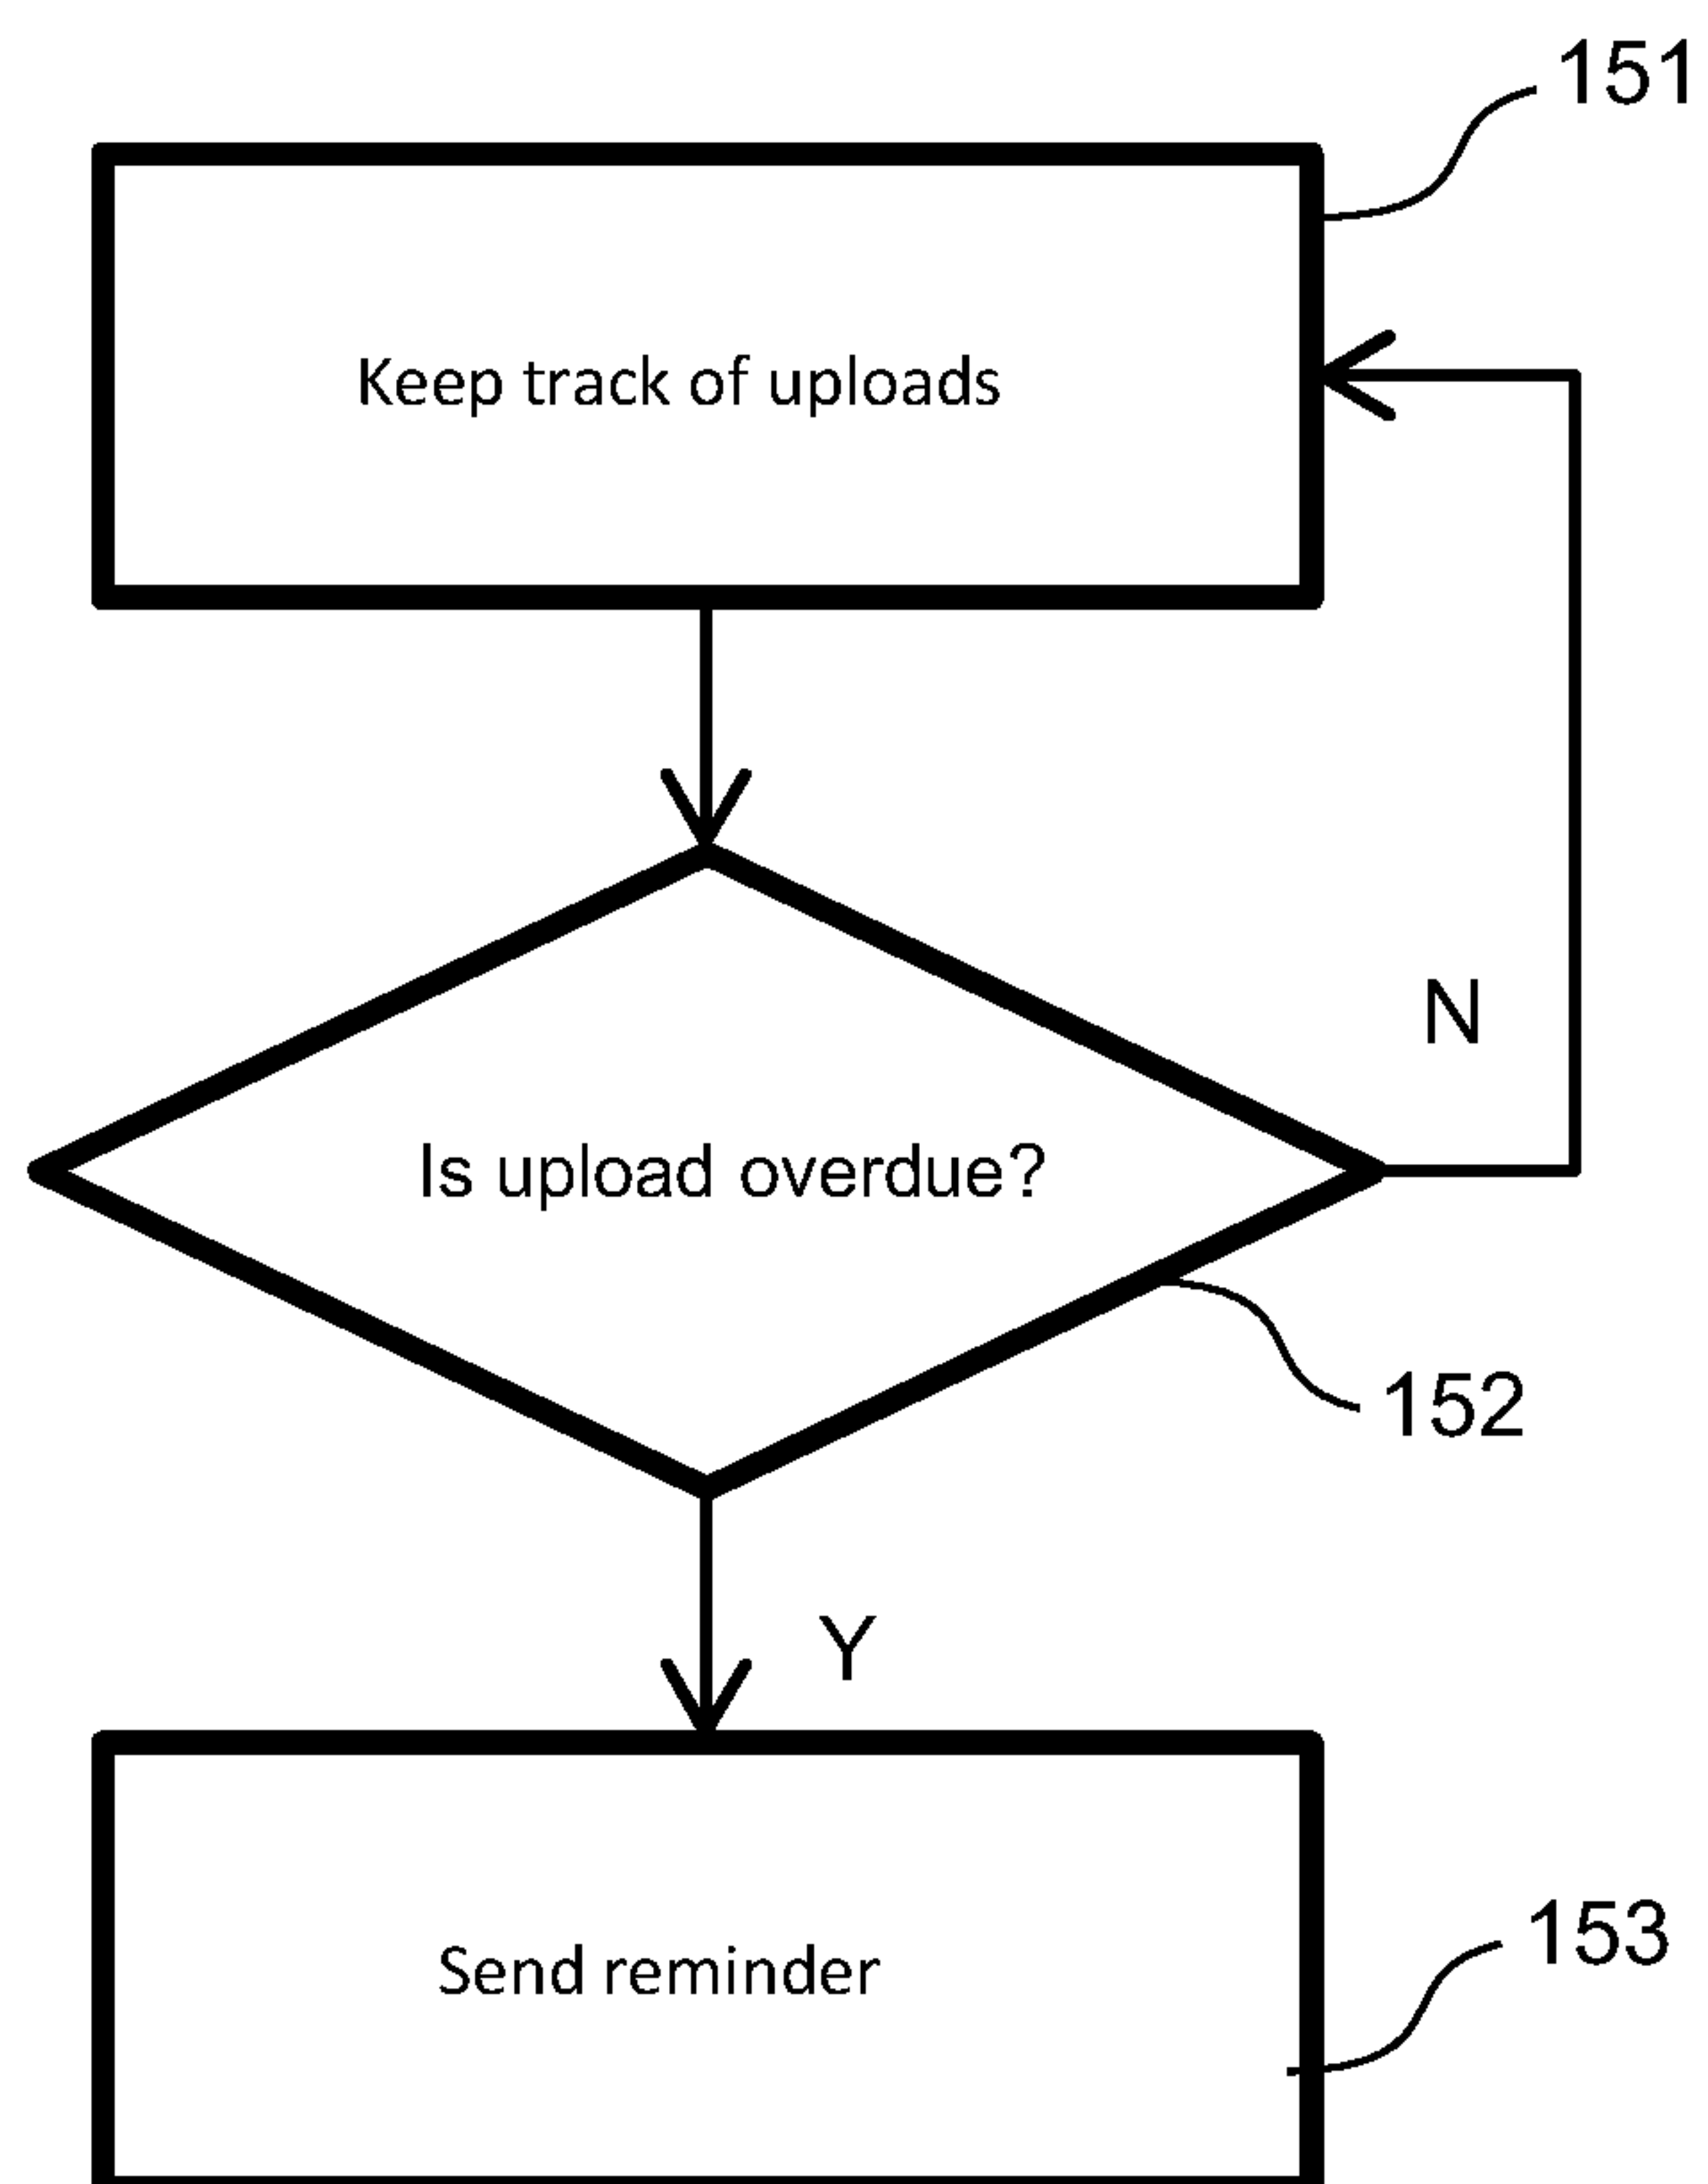 151
Keep track of uploads
N
Is upload overdue?
152
Y
153
Send reminder